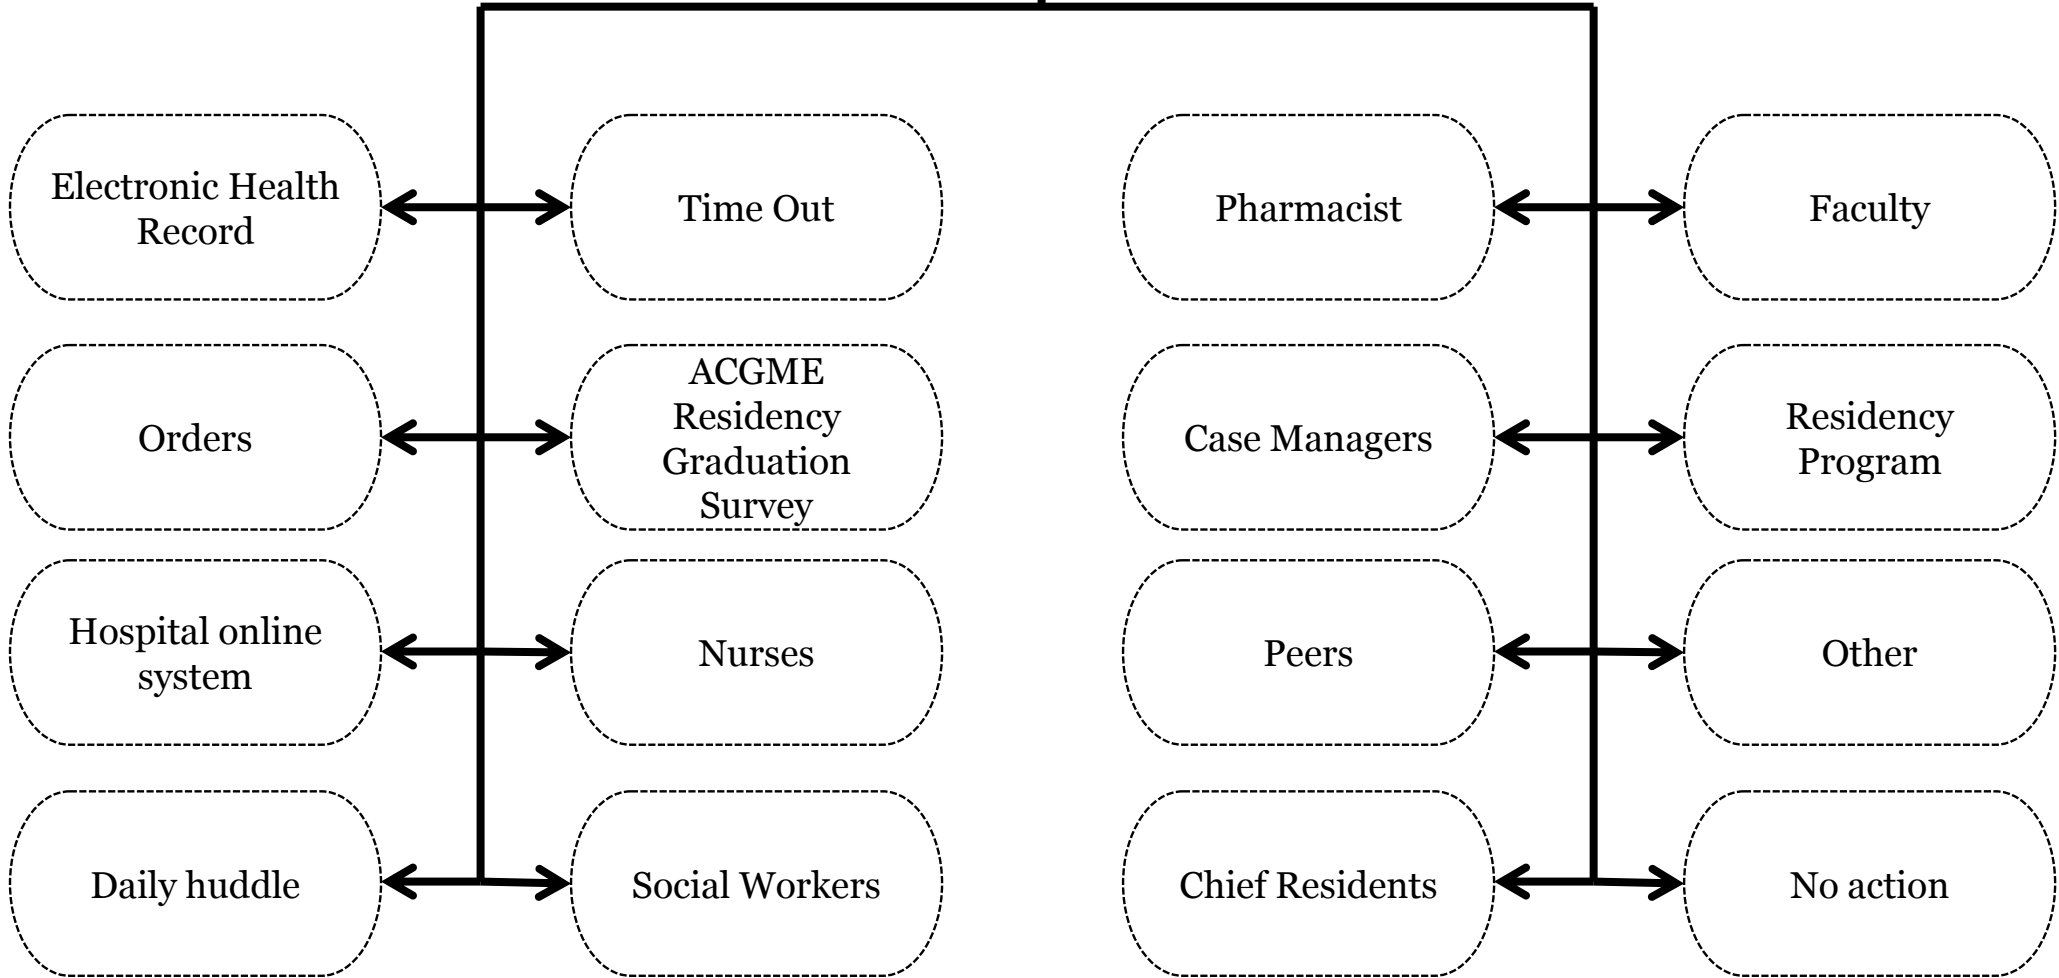 Electronic Health
Record
Time Out
Pharmacist
Faculty
Orders
ACGME
Residency
Graduation
Survey
Case Managers
Residency
Program
Hospital online
system
Nurses
Peers
Other
Daily huddle
Social Workers
Chief Residents
No action